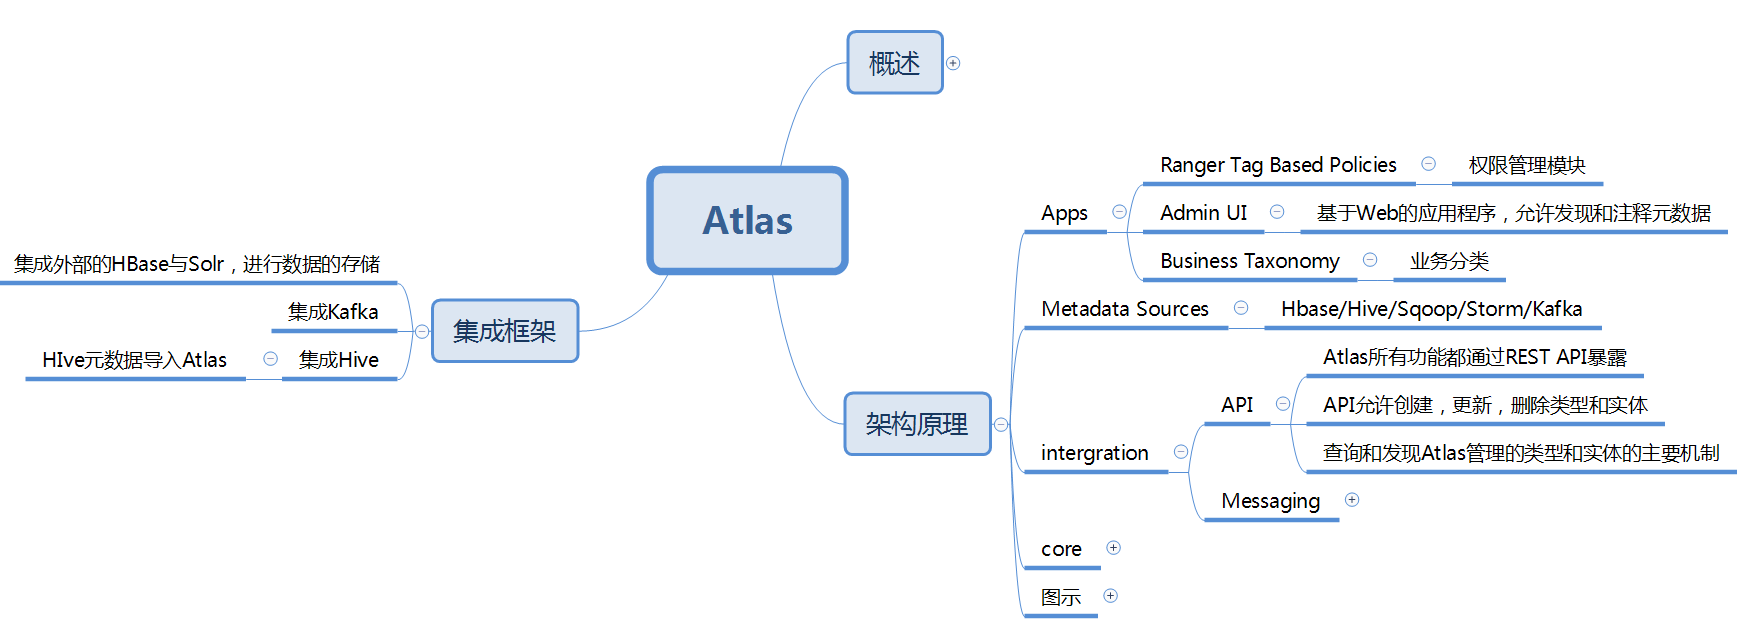 Atlas
概述
架构原理
Apps
Ranger Tag Based Policies
权限管理模块
Admin UI
基于Web的应用程序，允许发现和注释元数据
Business Taxonomy
业务分类
Metadata Sources
Hbase/Hive/Sqoop/Storm/Kafka
intergration
API
Atlas所有功能都通过REST API暴露
API允许创建，更新，删除类型和实体
查询和发现Atlas管理的类型和实体的主要机制
Messaging
core
图示
集成框架
集成外部的HBase与Solr，进行数据的存储
集成Kafka
集成Hive
HIve元数据导入Atlas